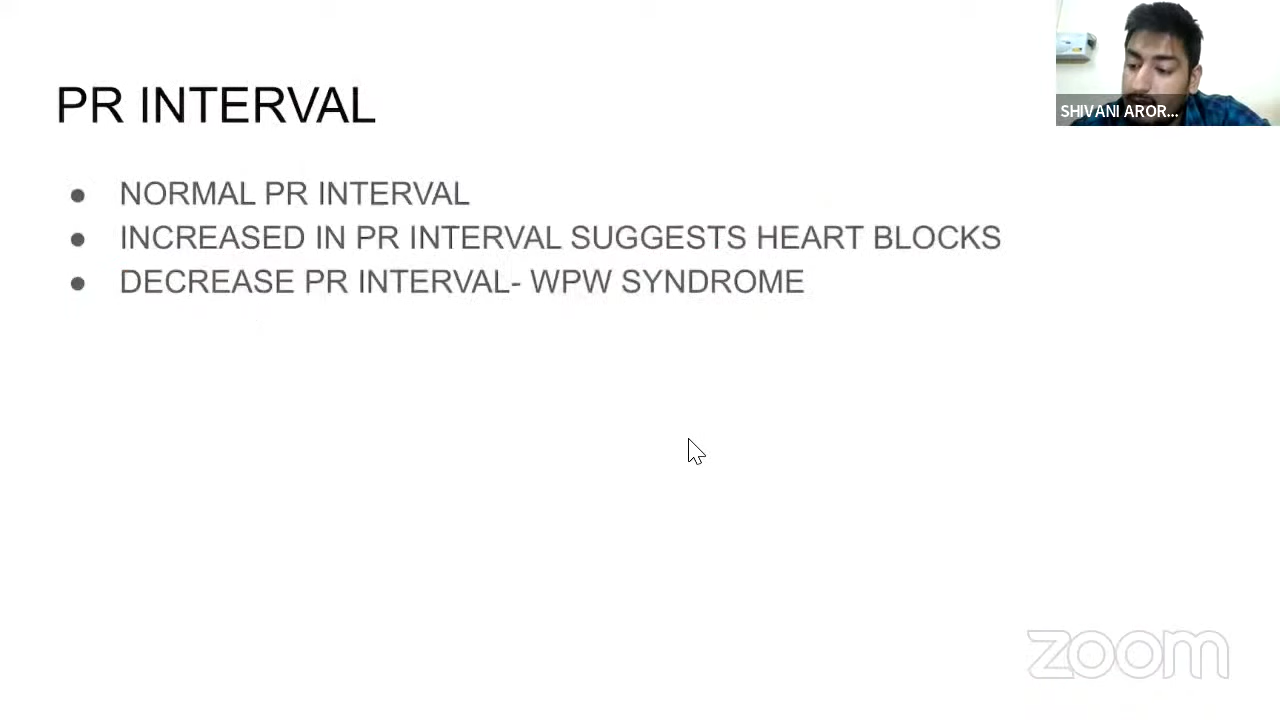 PR INTERVAL
● NORMAL PR INTERVAL
● INCREASED IN PR INTERVAL SUGGESTS HEART BLOCKS
● DECREASE PR INTERVAL- WPW SYNDROME
SHIVANI AROR...
zoom